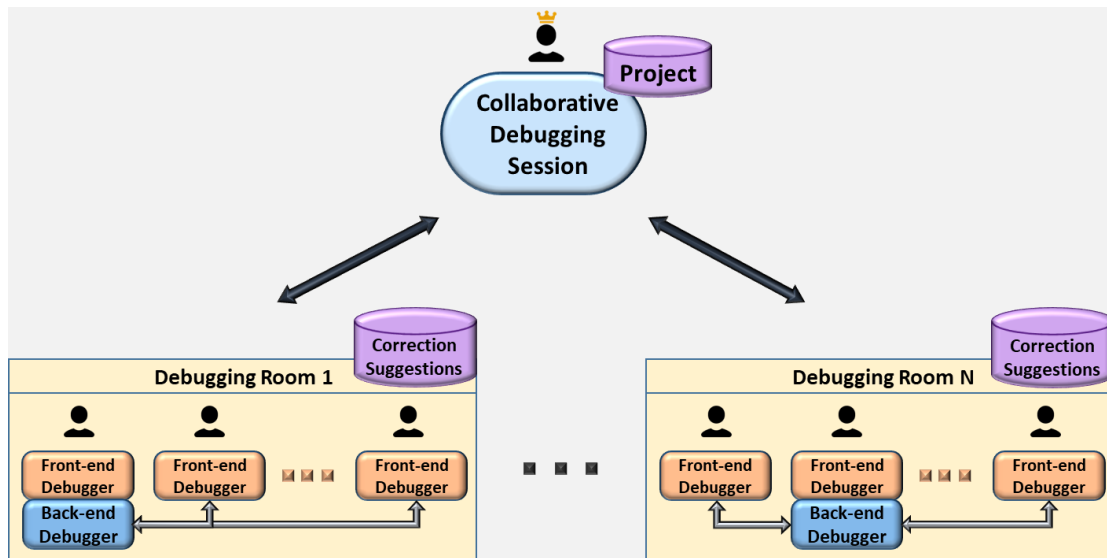 Project
Collaborative
Debugging
Session
Correction
Suggestions
Debugging Room 1
Front-end
Debugger
Front-end
Debugger
Front-end
Debugger
Back-end
Debugger
Correction
Suggestions
Debugging Room N
Front-end
Debugger
Front-end
Debugger
Front-end
Debugger
Back-end
Debugger